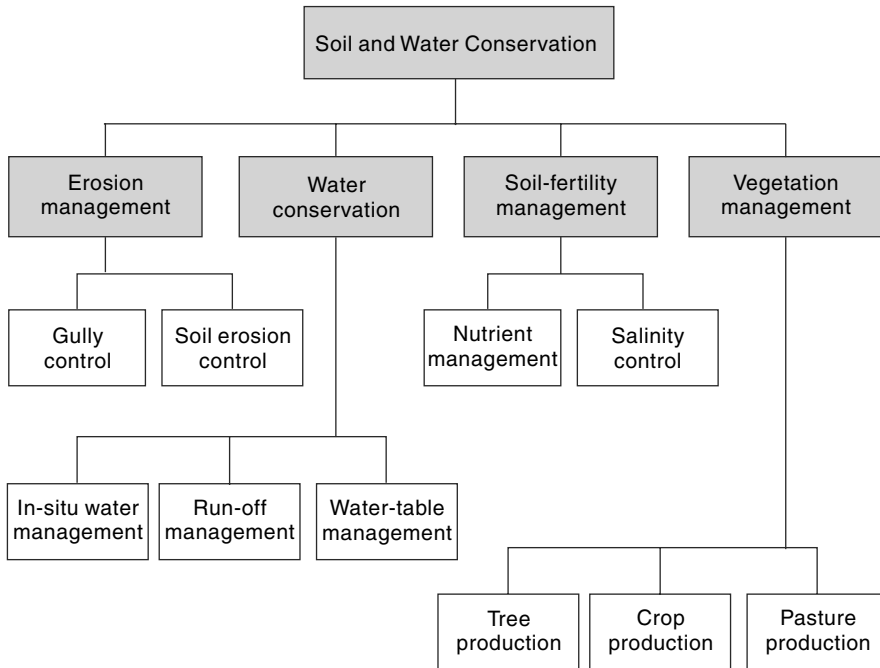 Soil and Water Conservation
Erosion
management
Water
conservation
Soil-fertility
management
Vegetation
management
Gully
control
Soil erosion
control
Nutrient
management
Salinity
control
In-situ water
management
Run-off
management
Water-table
management
Tree
production
Crop
production
Pasture
production